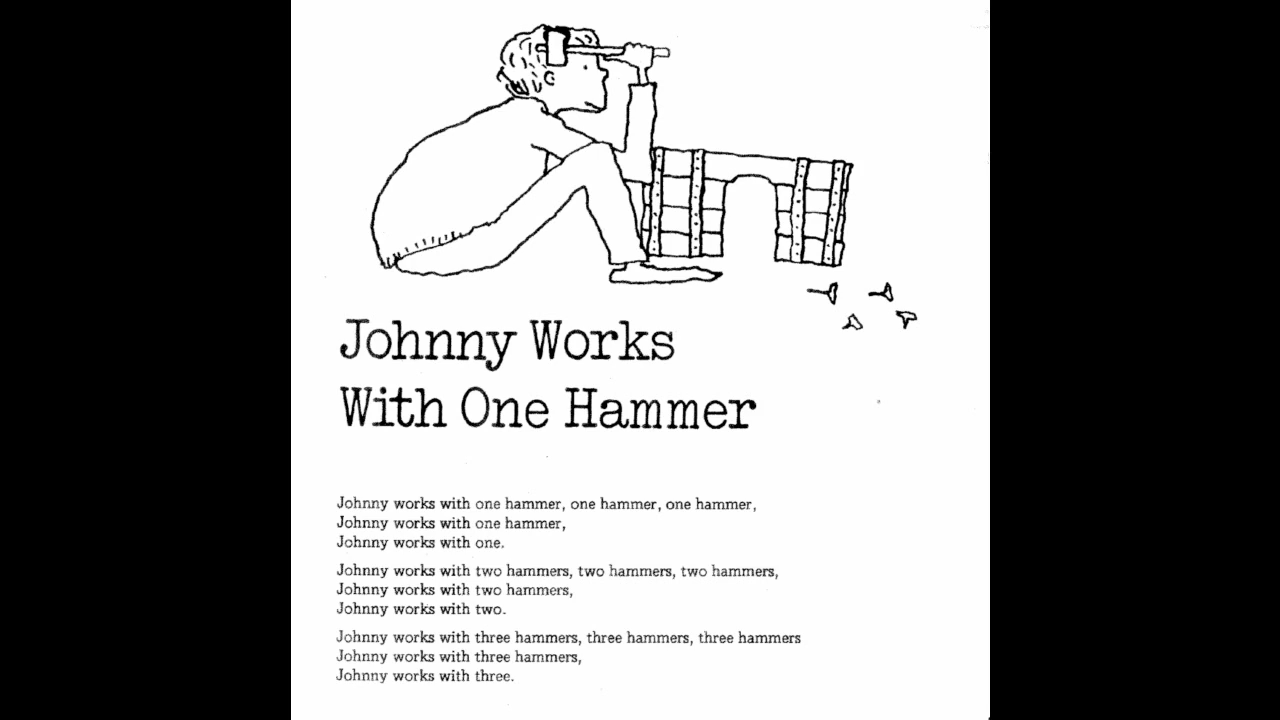 Johnny Works
With One Hammer
Johnny works with one hammer, one hammer, one hammer,
Johnny works with one hammer,
Johnny works with one.
Johnny works with two hammers, two hammers, two hammers,
Johnny works with two hammers,
Johnny works with two.
Johnny works with three hammers, three hammers, three hammers
Johnny works with three hammers,
Johnny works with three.